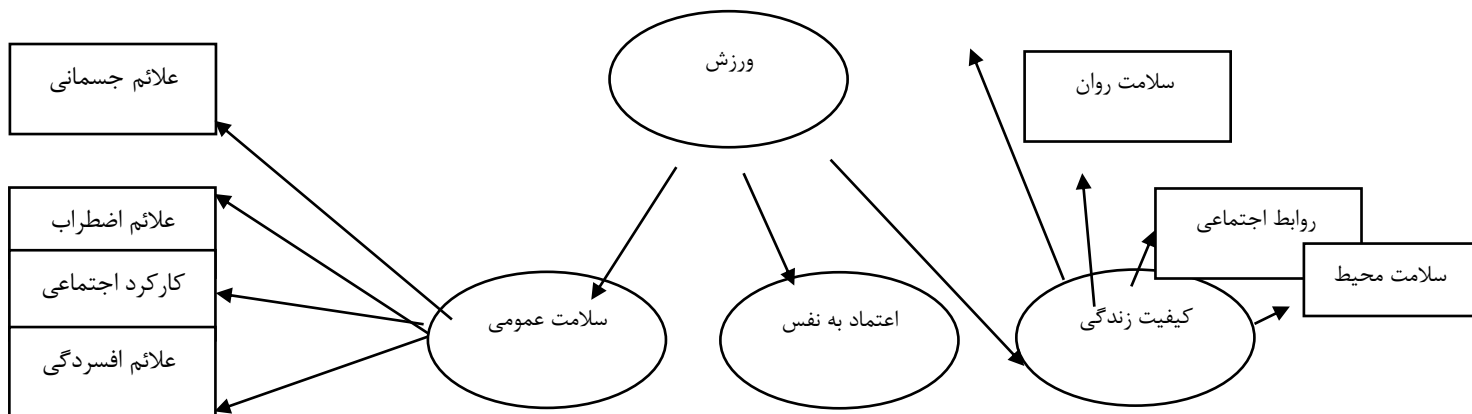 ورزش
سلامت روان
علائم جسمانی
روابط اجتماعی
علائم اضطراب
سلامت محیط
کارکرد اجتماعی
کیفیت زندگی
اعتماد به نفس
سلامت عمومی
علائم افسردگی